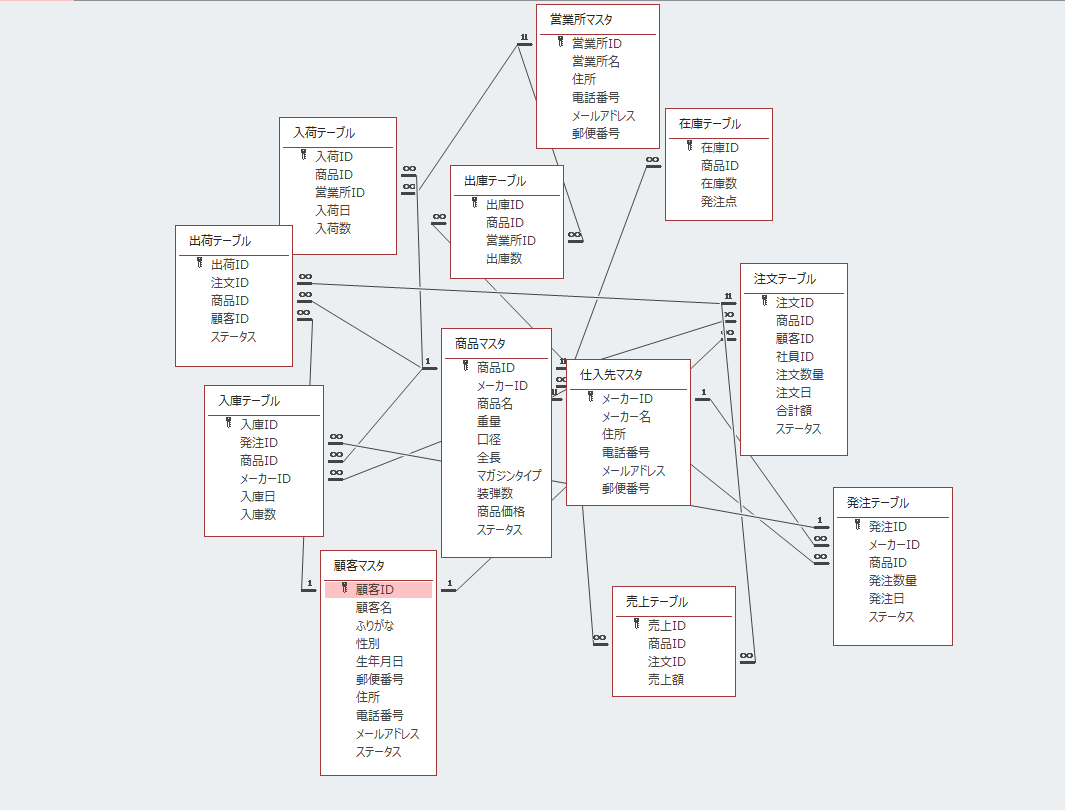 営業所マスタ
営業所ID
営業所名
住所
電話番号
メールアドレス
郵便番号
在庫テーブル
在庫ID
商品ID
在庫数
発注点
入荷テーブル
入荷ID
商品ID
営業所ID
入荷日
入荷数
出庫テーブル
出庫ID
商品ID
営業所ID
出庫数
出荷テーブル
出荷ID
注文ID
商品ID
顧客ID
ステータス
注文テーブル
注文ID
商品ID
顧客ID
社員ID
注文数量
注文日
合計額
ステータス
商品マスタ
商品ID
メーカーID
商品名
重量
口径
全長
マガジンタイプ
装弾数
商品価格
ステータス
仕入先マスタ
メーカーID
メーカー名
住所
電話番号
メールアドレス
郵便番号
入庫テーブル
入庫ID
発注ID
商品ID
メーカーID
入庫日
入庫数
発注テーブル
発注ID
メーカーID
商品ID
発注数量
発注日
ステータス
顧客マスタ
顧客ID
顧客名
ふりがな
性別
生年月日
郵便番号
住所
電話番号
メールアドレス
ステータス
売上テーブル
売上ID
商品ID
注文ID
売上額